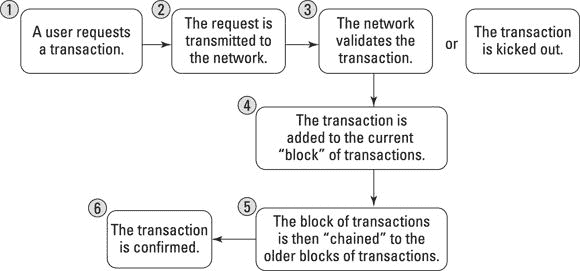 1
A user requests
a transaction.
2
The request is
transmitted to
the network.
3
The network
validates the
transaction.
or
The transaction
is kicked out.
4
The transaction is
added to the current
“block” of transactions.
5
The block of transactions
is then “chained” to the
older blocks of transactions.
6
The transaction
is confirmed.